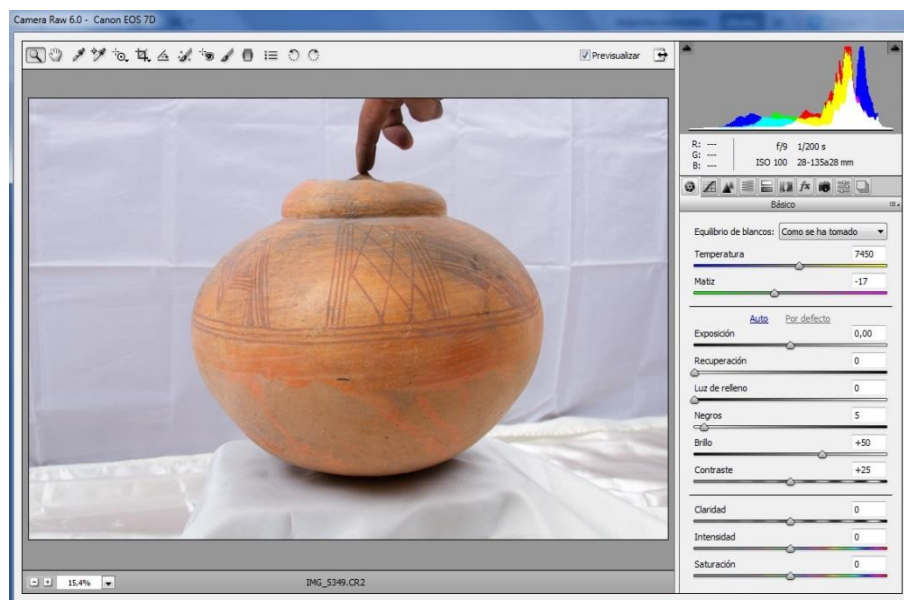 Camera Raw 6.0 - Canon EOS 7D
Previsualizar
R: ---
G: ---
B: ---
f/9 1/200 s
ISO 100 28-135a28 mm
fx
Básico
Equilibrio de blancos: Como se ha tomado
Temperatura 7450
Matiz -17
Auto Por defecto
Exposición 0,00
Recuperación 0
Luz de relleno 0
Negros 5
Brillo +50
Contraste +25
Claridad 0
Intensidad 0
Saturación 0
15,4% IMG_5349.CR2